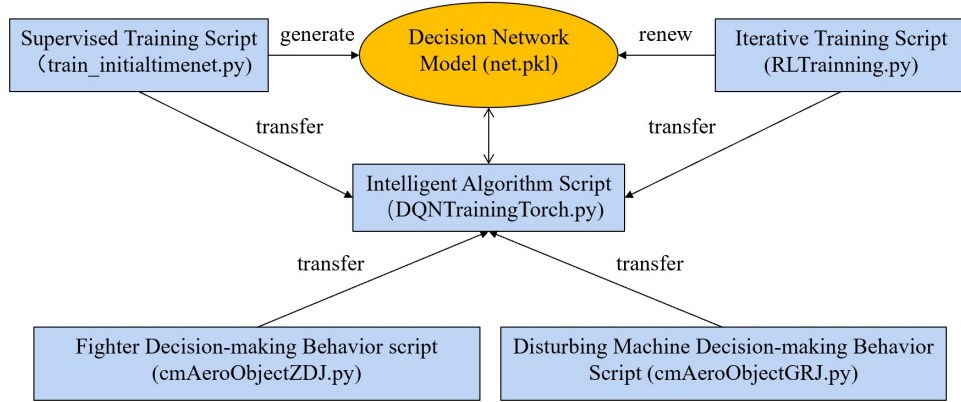 Supervised Training Script
（train_initialtimenet.py)
generate
Decision Network
Model (net.pkl)
renew
Iterative Training Script
(RLTrainning.py)
transfer
transfer
Intelligent Algorithm Script
（DQNTrainingTorch.py)
transfer
transfer
Fighter Decision-making Behavior script
(cmAeroObjectZDJ.py)
Disturbing Machine Decision-making Behavior
Script (cmAeroObjectGRJ.py)